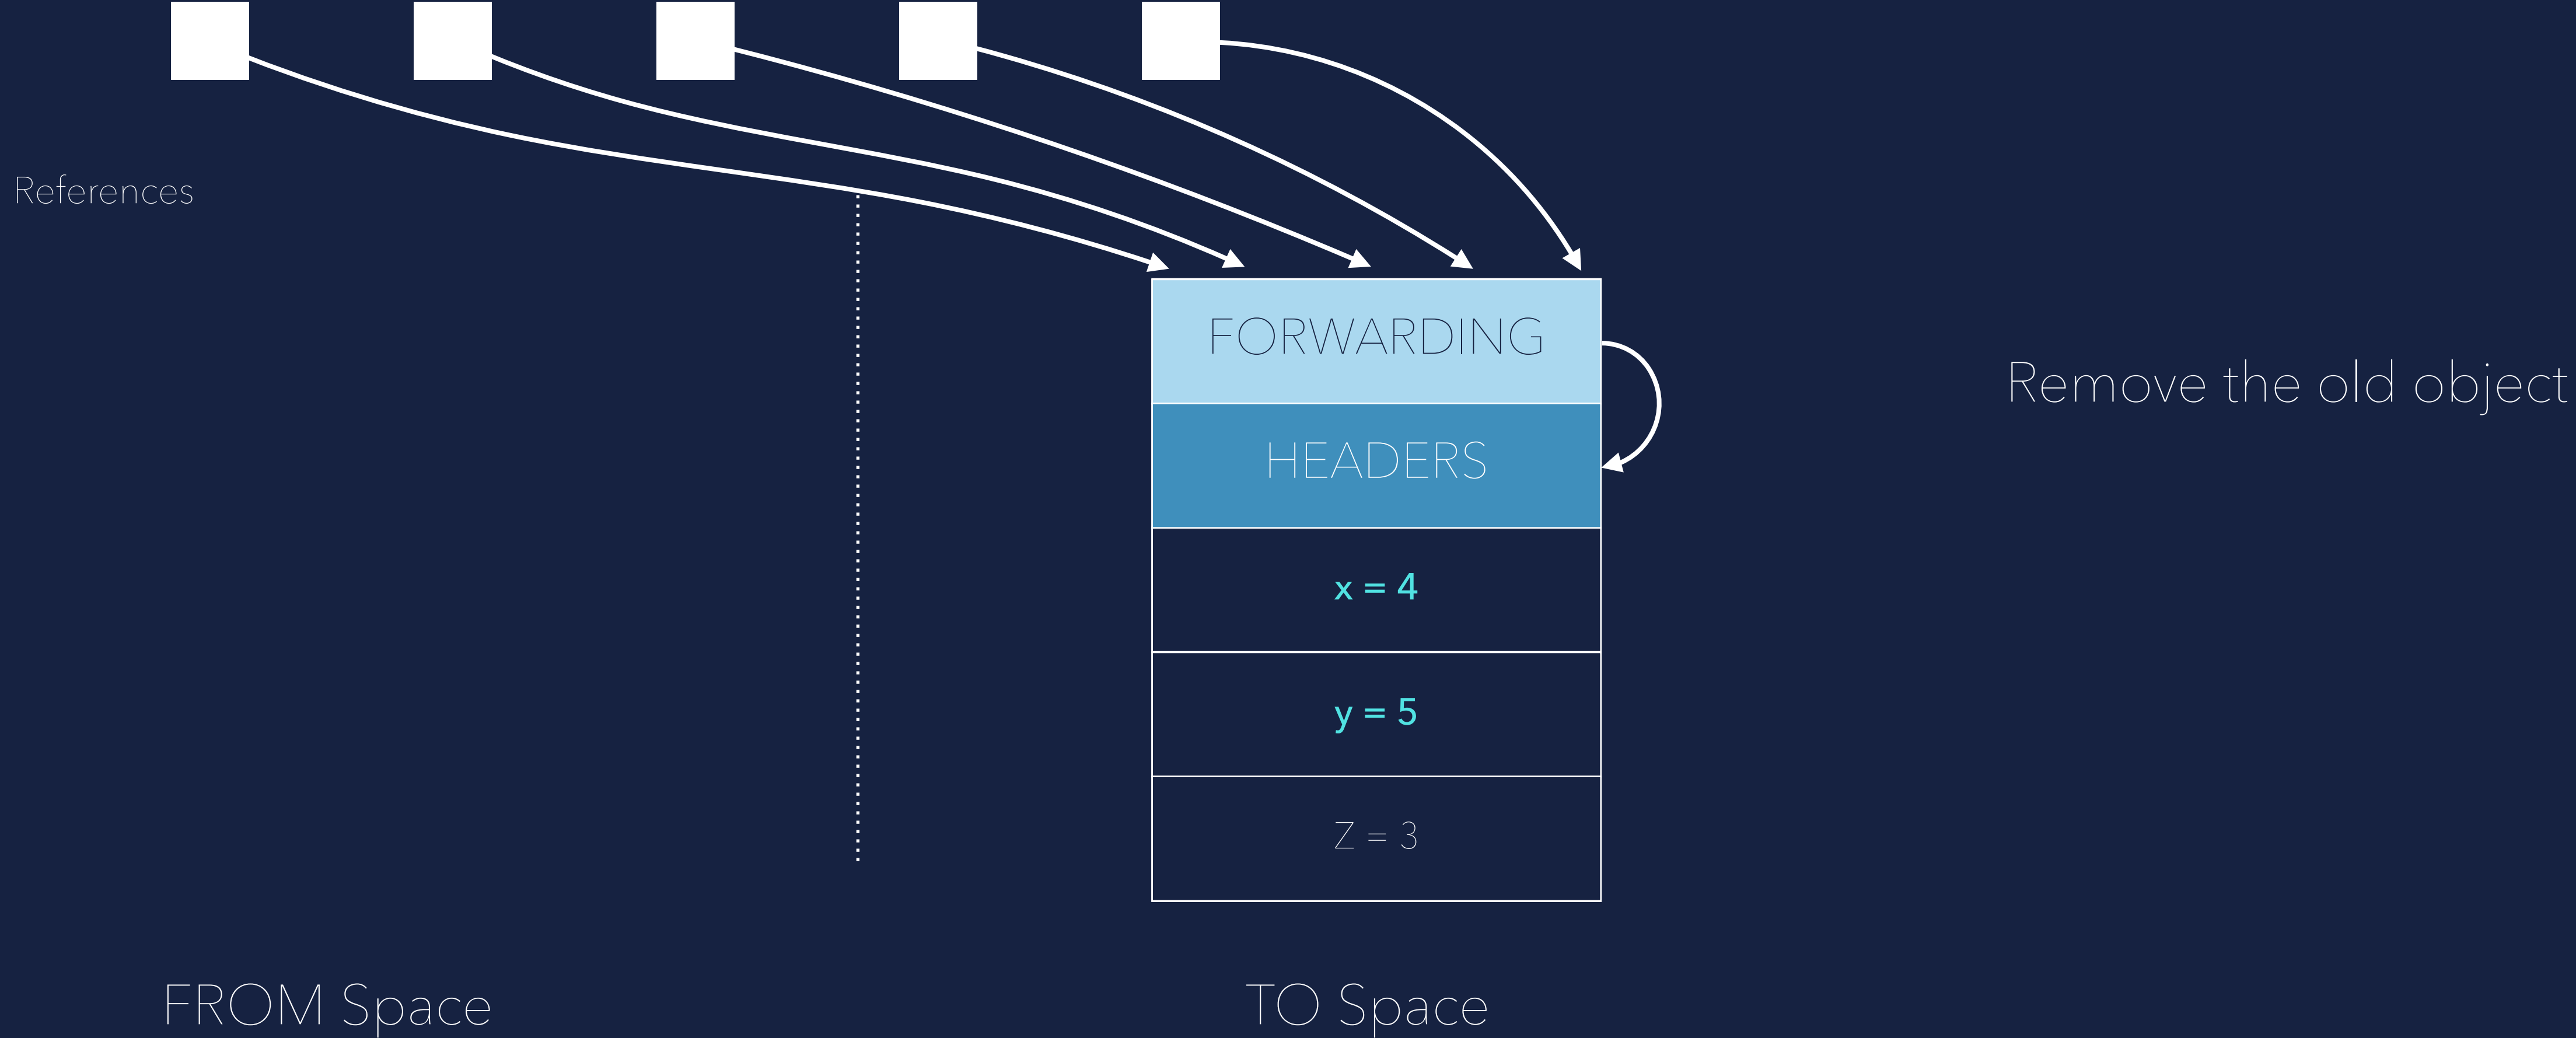 References
FORWARDING
Remove the old object
HEADERS
x = 4
y = 5
Z = 3
FROM Space
TO Space